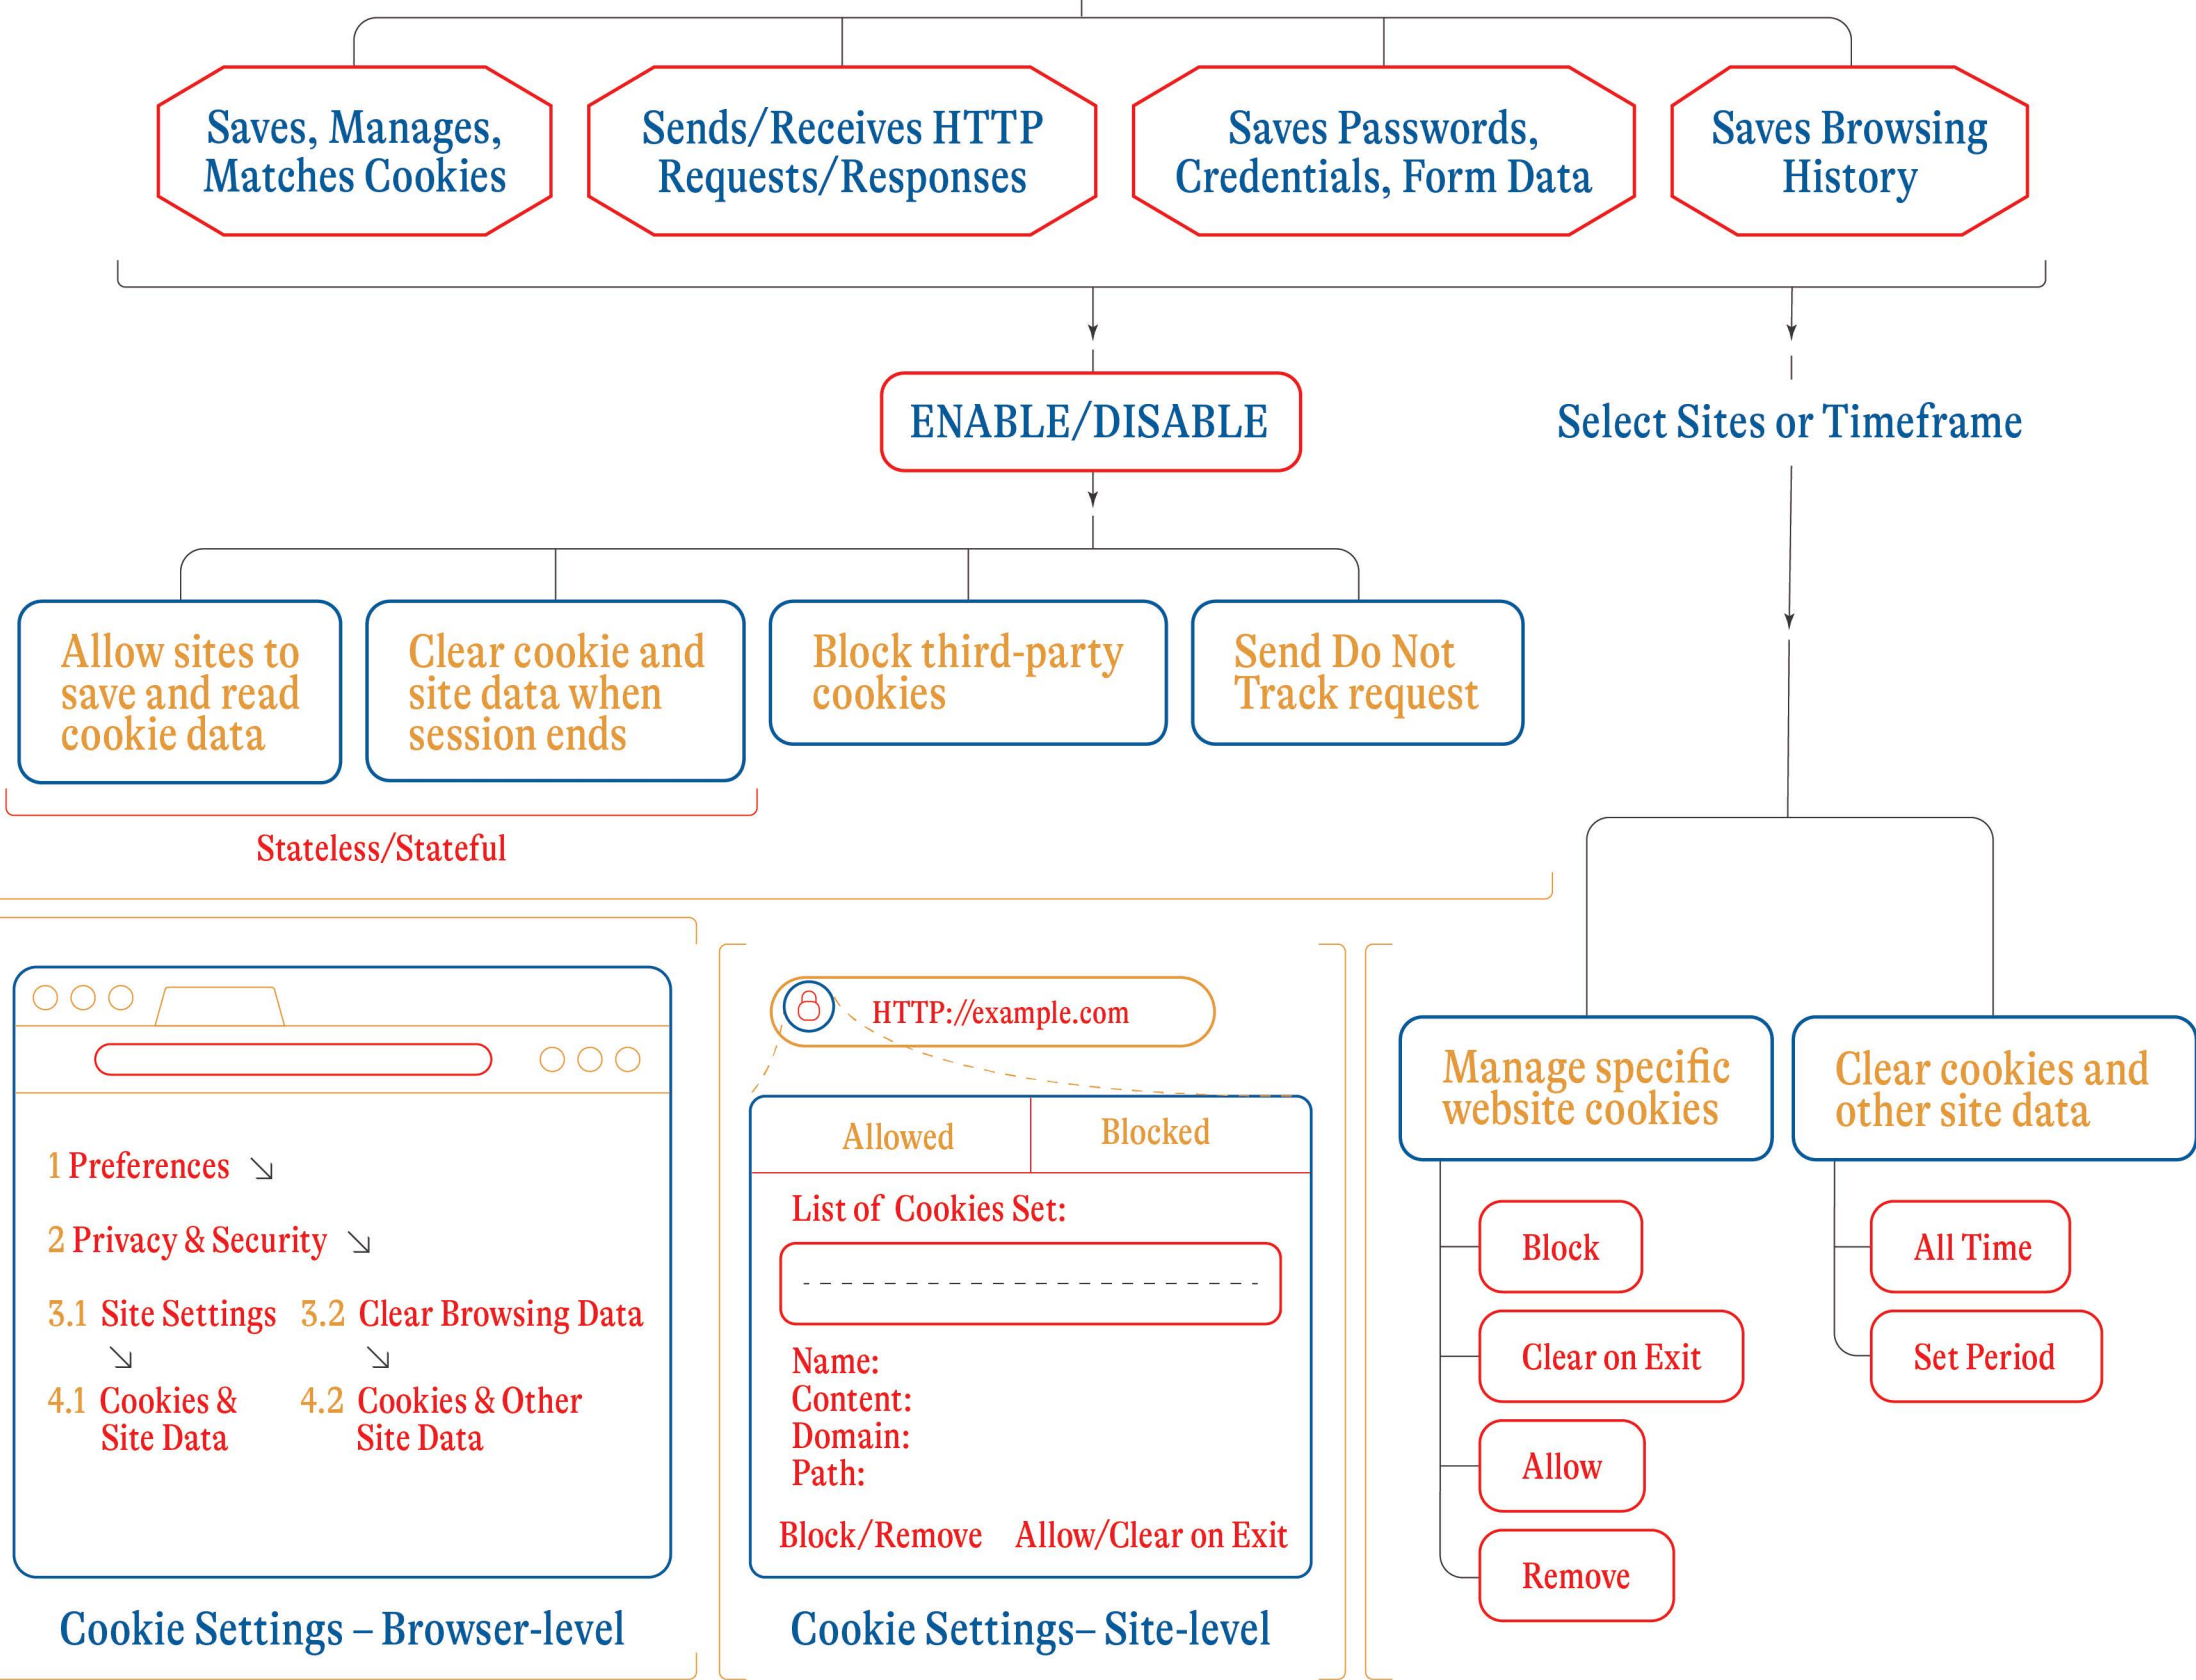 Saves, Manages,
Matches Cookies
Sends/Receives HTTP
Requests/Responses
Saves Passwords,
Credentials, Form Data
Saves Browsing
History
ENABLE/DISABLE
Select Sites or Timeframe
Allow sites to
save and read
cookie data
Clear cookie and
site data when
session ends
Block third-party
cookies
Send Do Not
Track request
Stateless/Stateful
1 Preferences
2 Privacy & Security
3.1 Site Settings
3.2 Clear Browsing Data
4.1 Cookies &
Site Data
4.2 Cookies & Other
Site Data
Cookie Settings – Browser-level
HTTP://example.com
Allowed
Blocked
List of Cookies Set:
Name:
Content:
Domain:
Path:
Block/Remove
Allow/Clear on Exit
Cookie Settings– Site-level
Manage specific
website cookies
Block
Clear on Exit
Allow
Remove
Clear cookies and
other site data
All Time
Set Period